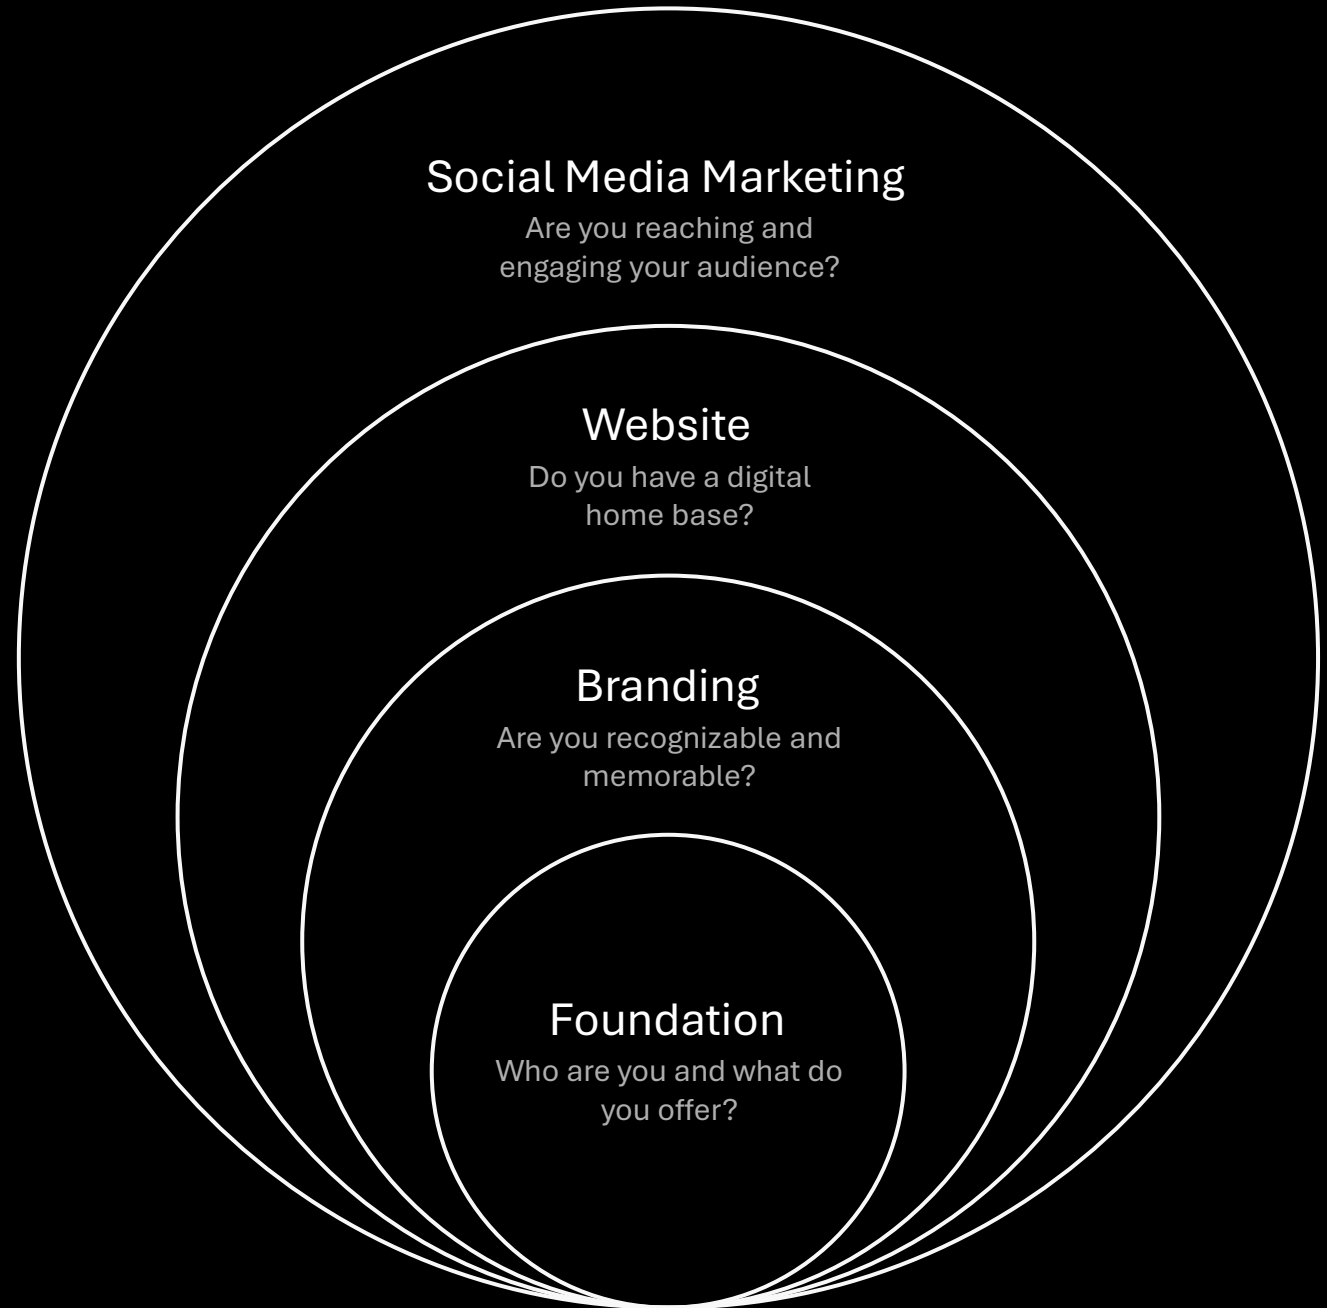 Social Media Marketing
Are you reaching and
engaging your audience?
Website
Do you have a digital
home base?
Branding
Are you recognizable and
memorable?
Foundation
Who are you and what do
you offer?